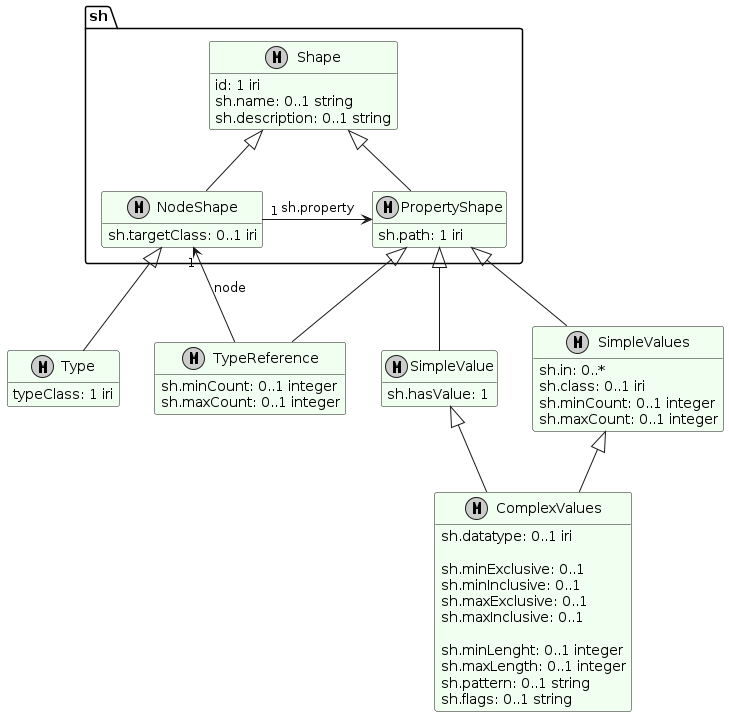 sh
M Shape
id: 1 iri
sh.name: 0..1 string
sh.description: 0..1 string
M NodeShape
sh.targetClass: 0..1 iri
1 sh.property
M PropertyShape
sh.path: 1 iri
1
node
M Type
typeClass: 1 iri
M TypeReference
sh.minCount: 0..1 integer
sh.maxCount: 0..1 integer
M SimpleValue
sh.hasValue: 1
M SimpleValues
sh.in: 0..*
sh.class: 0..1 iri
sh.minCount: 0..1 integer
sh.maxCount: 0..1 integer
M ComplexValues
sh.datatype: 0..1 iri
sh.minExclusive: 0..1
sh.minInclusive: 0..1
sh.maxExclusive: 0..1
sh.maxInclusive: 0..1
sh.minLenght: 0..1 integer
sh.maxLength: 0..1 integer
sh.pattern: 0..1 string
sh.flags: 0..1 string